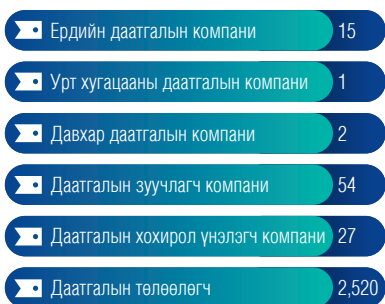 Ердийн даатгалын компани 15
Урт хугацааны даатгалын компани 1
Давхар даатгалын компани 2
Даатгалын зуучлагч компани 54
Даатгалын хохирол үнэлэгч компани 27
Даатгалын төлөөлөгч 2,520